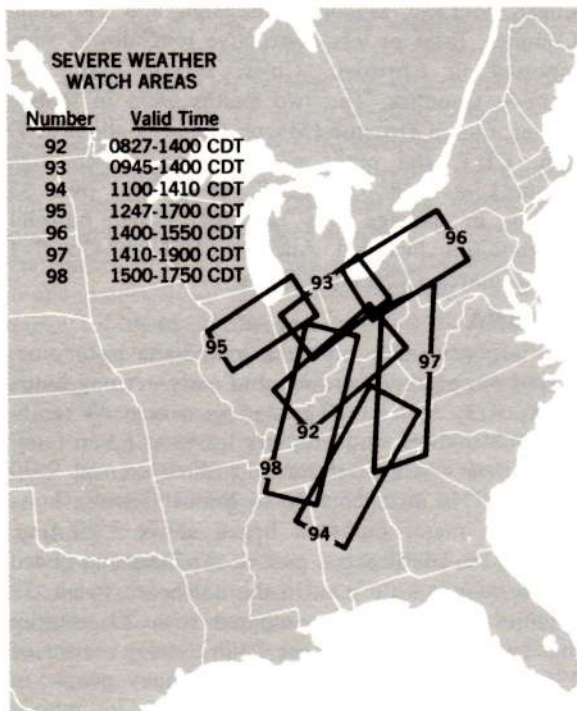 SEVERE WEATHER
WATCH AREAS
Number Valid Time
92 0827-1400 CDT
93 0945-1400 CDT
94 1100-1410 CDT
95 1247-1700 CDT
96 1400-1550 CDT
97 1410-1900 CDT
98 1500-1750 CDT
96
93
95
97
92
98
94